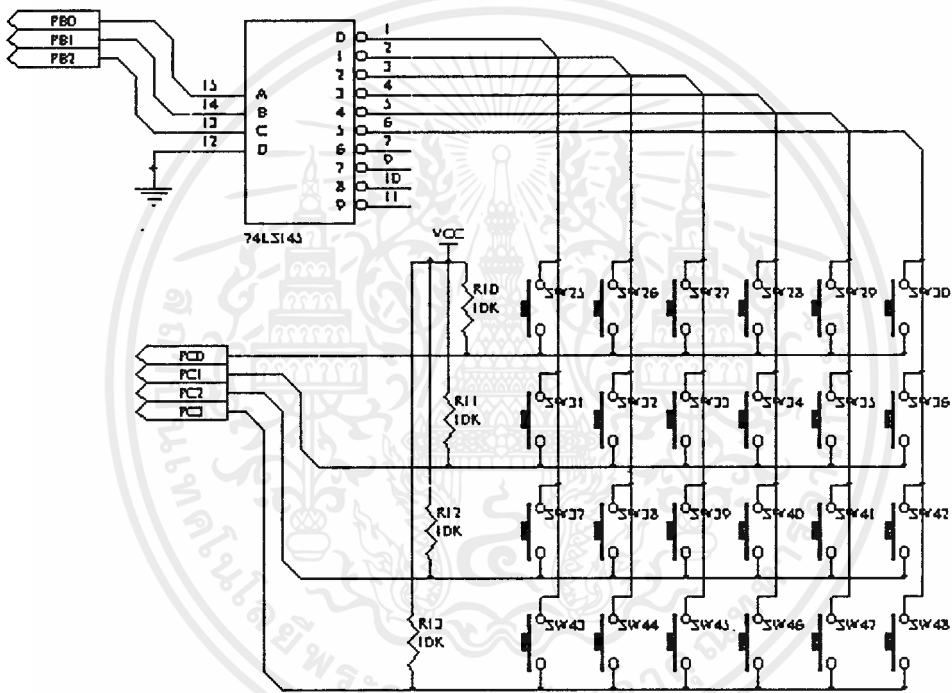 PB0
PB1
PB2
15 A
14 B
13 C
12 D
0 1
1 2
2 3
3 4
4 5
5 6
6 7
7 9
8 10
9 11
74LS145
VCC
R10
10K
SW25 SW26 SW27 SW28 SW29 SW30
PC0
PC1
PC2
PC3
R11
10K
SW31 SW32 SW33 SW34 SW35 SW36
R12
10K
SW37 SW38 SW39 SW40 SW41 SW42
R13
10K
SW43 SW44 SW45 SW46 SW47 SW48